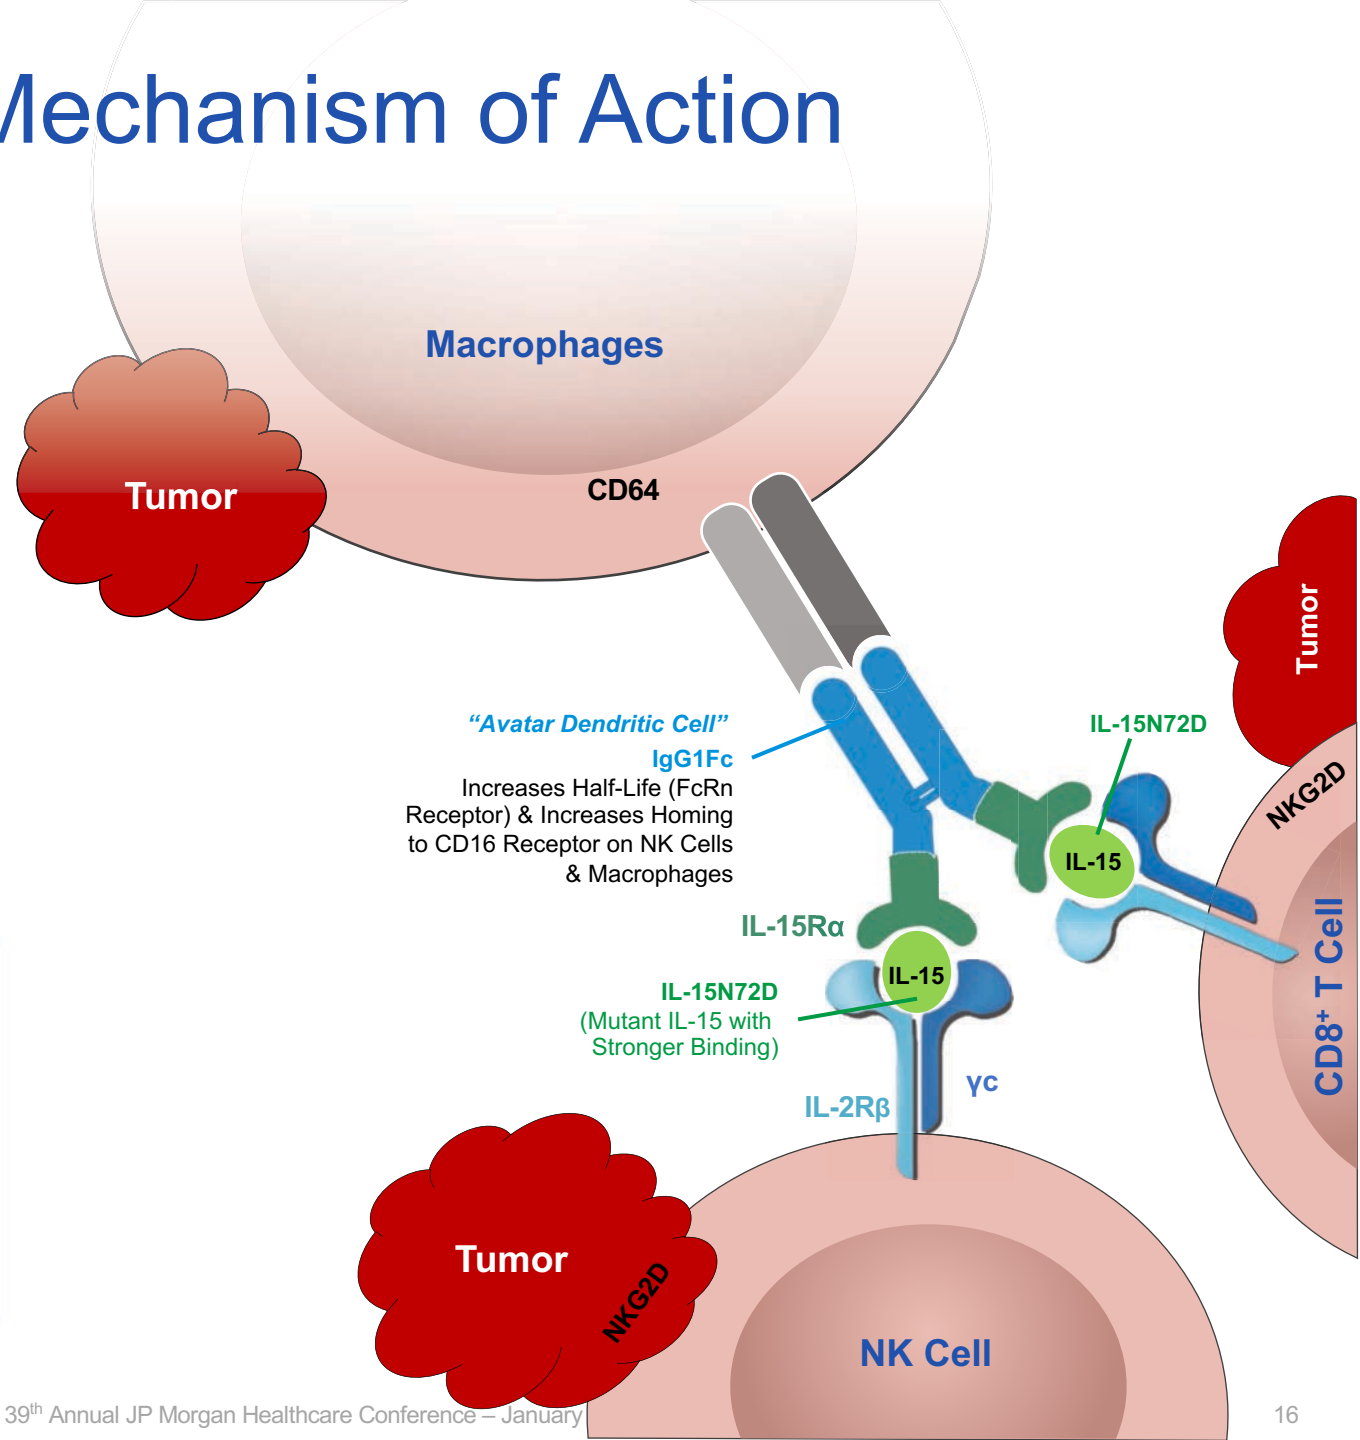 Mechanism of Action
Macrophages
Tumor
CD64
Tumor
“Avatar Dendritic Cell”
IgG1Fc
Increases Half-Life (FcRn
Receptor) & Increases Homing
to CD16 Receptor on NK Cells
& Macrophages
IL-15N72D
NKG2D
IL-15
CD8⁺ T Cell
IL-15Rα
IL-15
IL-15N72D
(Mutant IL-15 with
Stronger Binding)
γc
IL-2Rβ
Tumor
NKG2D
NK Cell
39th Annual JP Morgan Healthcare Conference – January
16